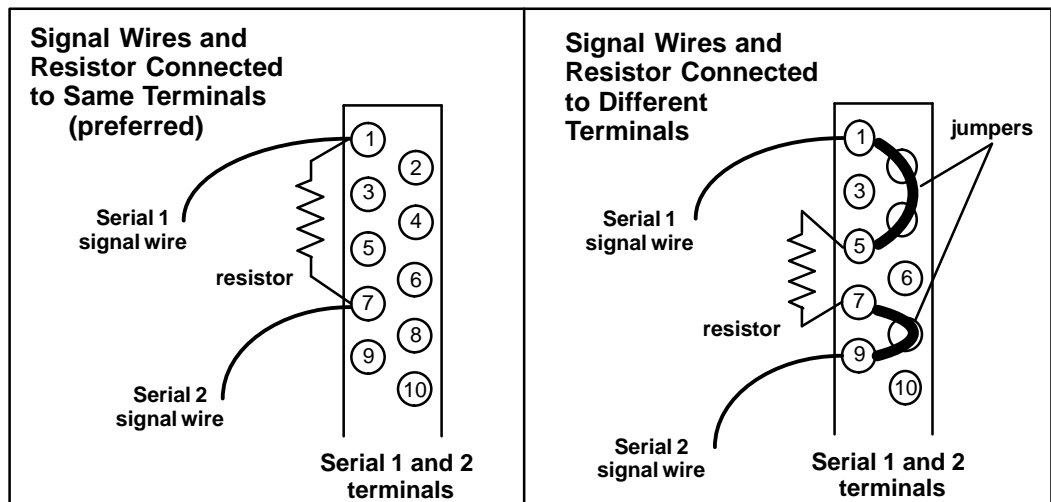 Signal Wires and
Resistor Connected
to Same Terminals
(preferred)
1
2
3
4
5
6
7
8
9
10
Serial 1
signal wire
resistor
Serial 2
signal wire
Serial 1 and 2
terminals
Signal Wires and
Resistor Connected
to Different
Terminals
jumpers
1
3
5
6
7
9
10
Serial 1
signal wire
resistor
Serial 2
signal wire
Serial 1 and 2
terminals